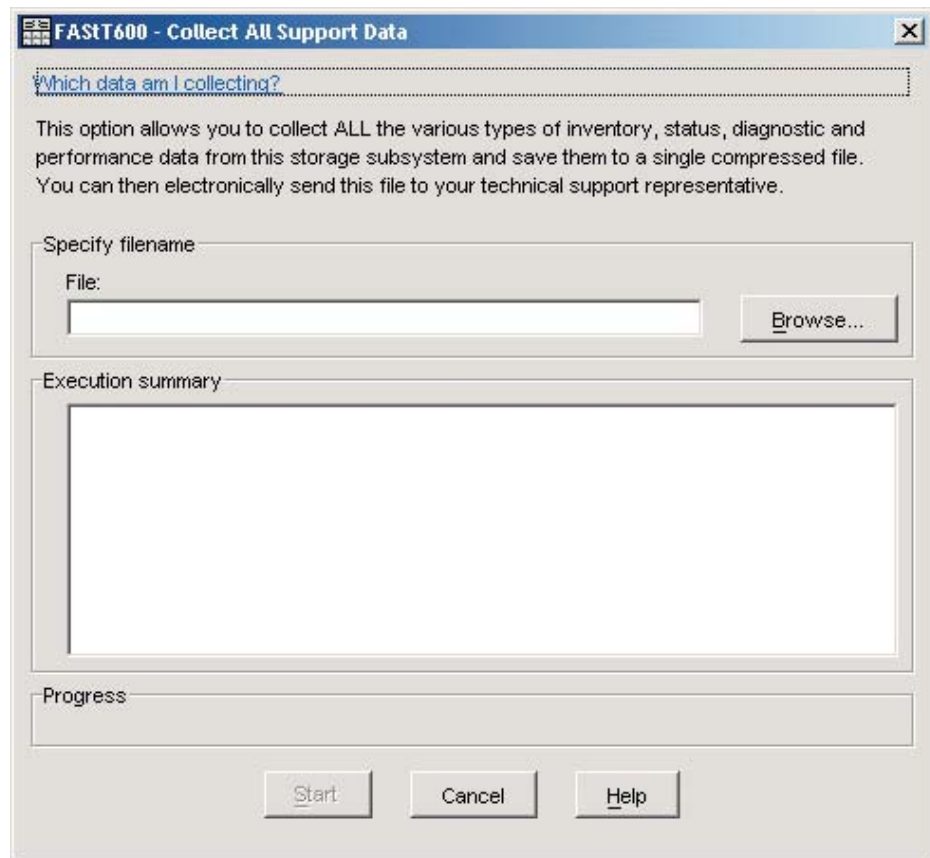 FAStT600 - Collect All Support Data
Which data am I collecting?
This option allows you to collect ALL the various types of inventory, status, diagnostic and
performance data from this storage subsystem and save them to a single compressed file.
You can then electronically send this file to your technical support representative.
Specify filename
File:
Browse...
Execution summary
Progress
Start Cancel Help